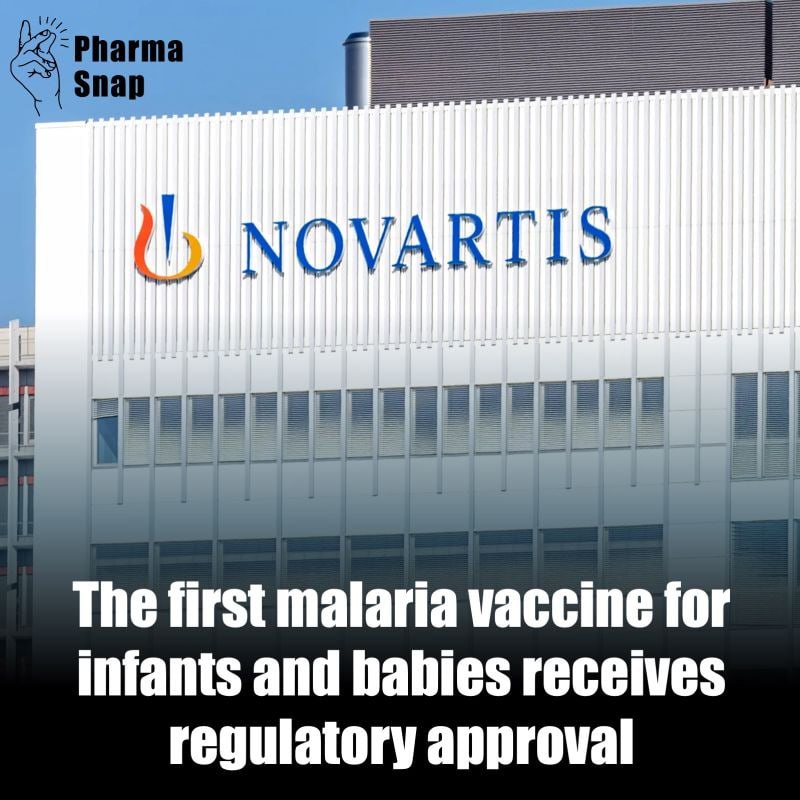 Pharma
Snap
NOVARTIS
The first malaria vaccine for
infants and babies receives
regulatory approval